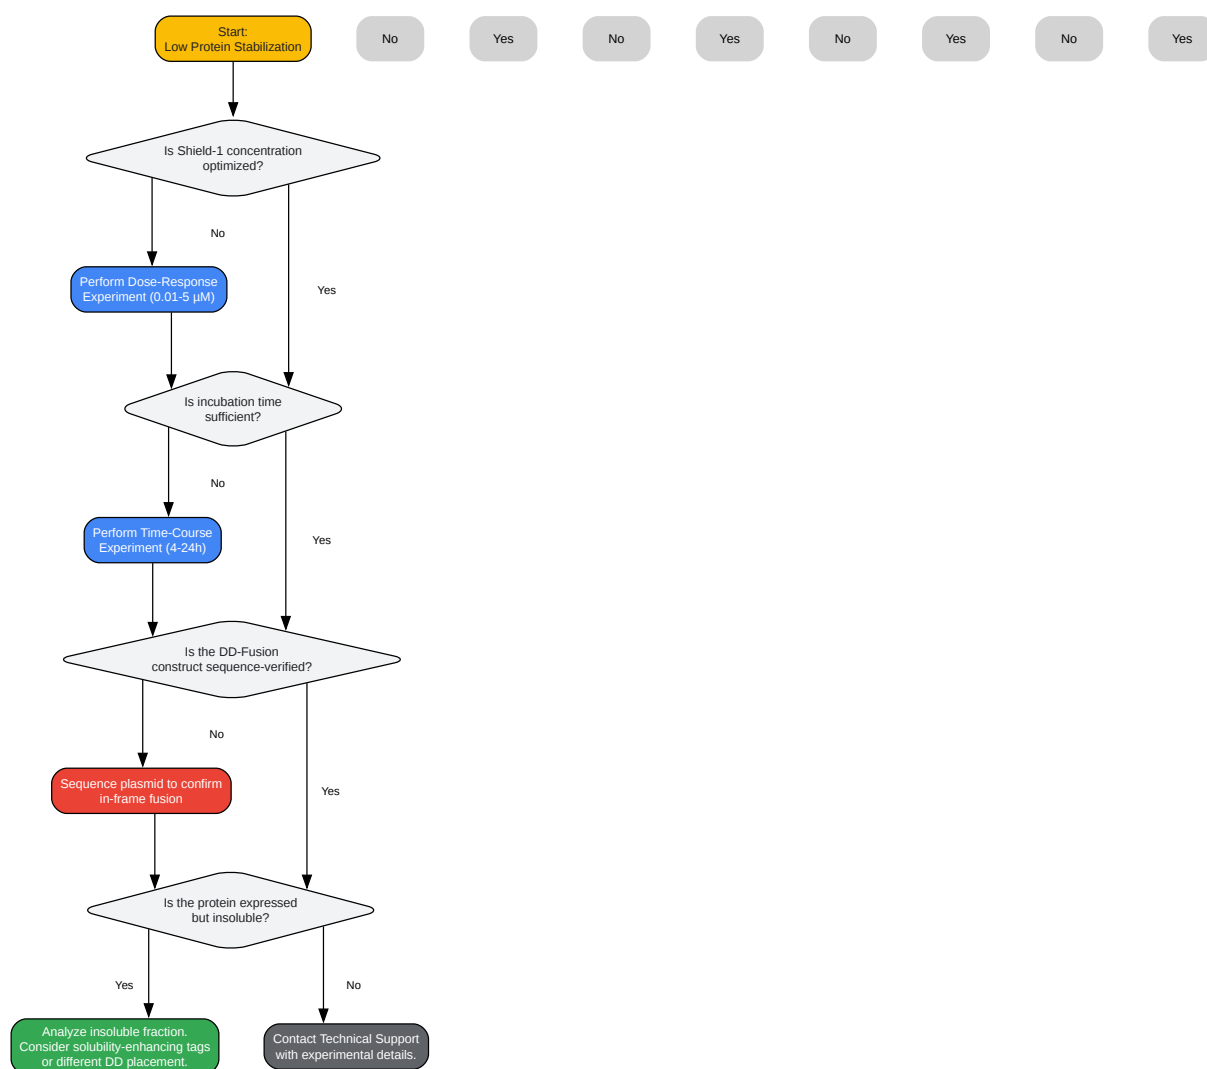 Start:
Low Protein Stabilization
No
Yes
No
Yes
No
Yes
No
Yes
Is Shield-1 concentration
optimized?
No
Perform Dose-Response
Experiment (0.01-5 µM)
Yes
Is incubation time
sufficient?
No
Perform Time-Course
Experiment (4-24h)
Yes
Is the DD-Fusion
construct sequence-verified?
No
Sequence plasmid to confirm
in-frame fusion
Yes
Is the protein expressed
but insoluble?
Yes
No
Analyze insoluble fraction.
Consider solubility-enhancing tags
or different DD placement.
Contact Technical Support
with experimental details.